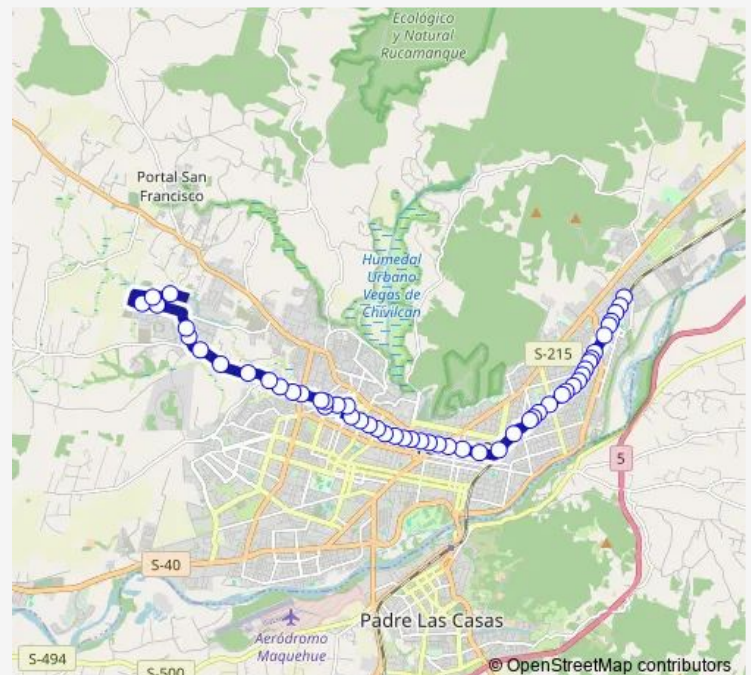 Ecológico
y Natural
Rucamanque
Portal San
Francisco
Humedal
Urbano
Vegas de
Chivilcan
S-215
5
S-40
Padre Las Casas
Aeródromo
Maquehue
S-494
S-500
© OpenStreetMap contributors